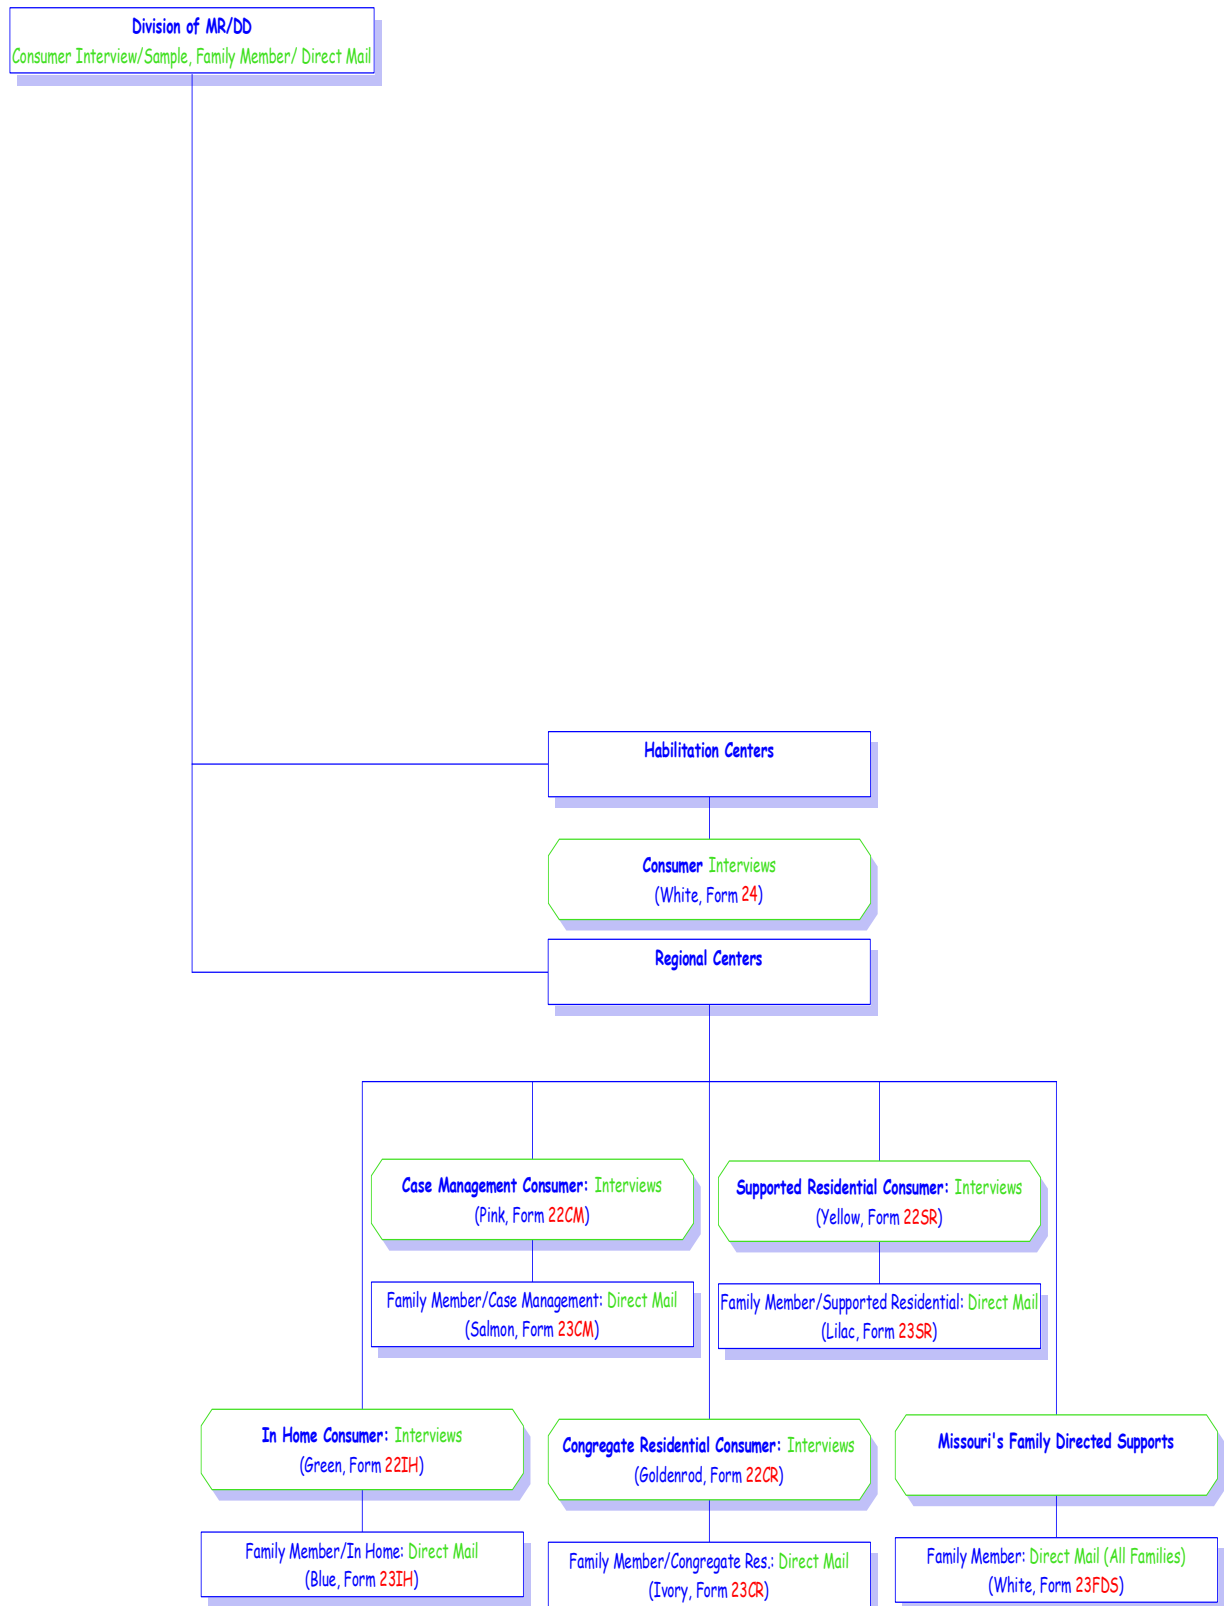 Division of MR/DD
Consumer Interview/Sample, Family Member/ Direct Mail
Habilitation Centers
Consumer Interviews
(White, Form 24)
Regional Centers
Case Management Consumer: Interviews
(Pink, Form 22CM)
Supported Residential Consumer: Interviews
(Yellow, Form 22SR)
Family Member/Case Management: Direct Mail
(Salmon, Form 23CM)
Family Member/Supported Residential: Direct Mail
(Lilac, Form 23SR)
In Home Consumer: Interviews
(Green, Form 22IH)
Congregate Residential Consumer: Interviews
(Goldenrod, Form 22CR)
Missouri's Family Directed Supports
Family Member/In Home: Direct Mail
(Blue, Form 23IH)
Family Member/Congregate Res.: Direct Mail
(Ivory, Form 23CR)
Family Member: Direct Mail (All Families)
(White, Form 23FDS)